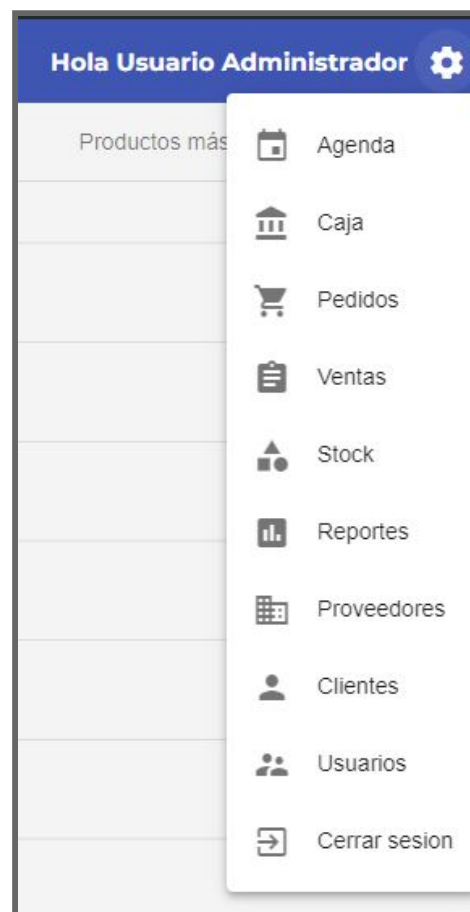 Hola Usuario Administrador
Productos más
Agenda
Caja
Pedidos
Ventas
Stock
Reportes
Proveedores
Clientes
Usuarios
Cerrar sesion